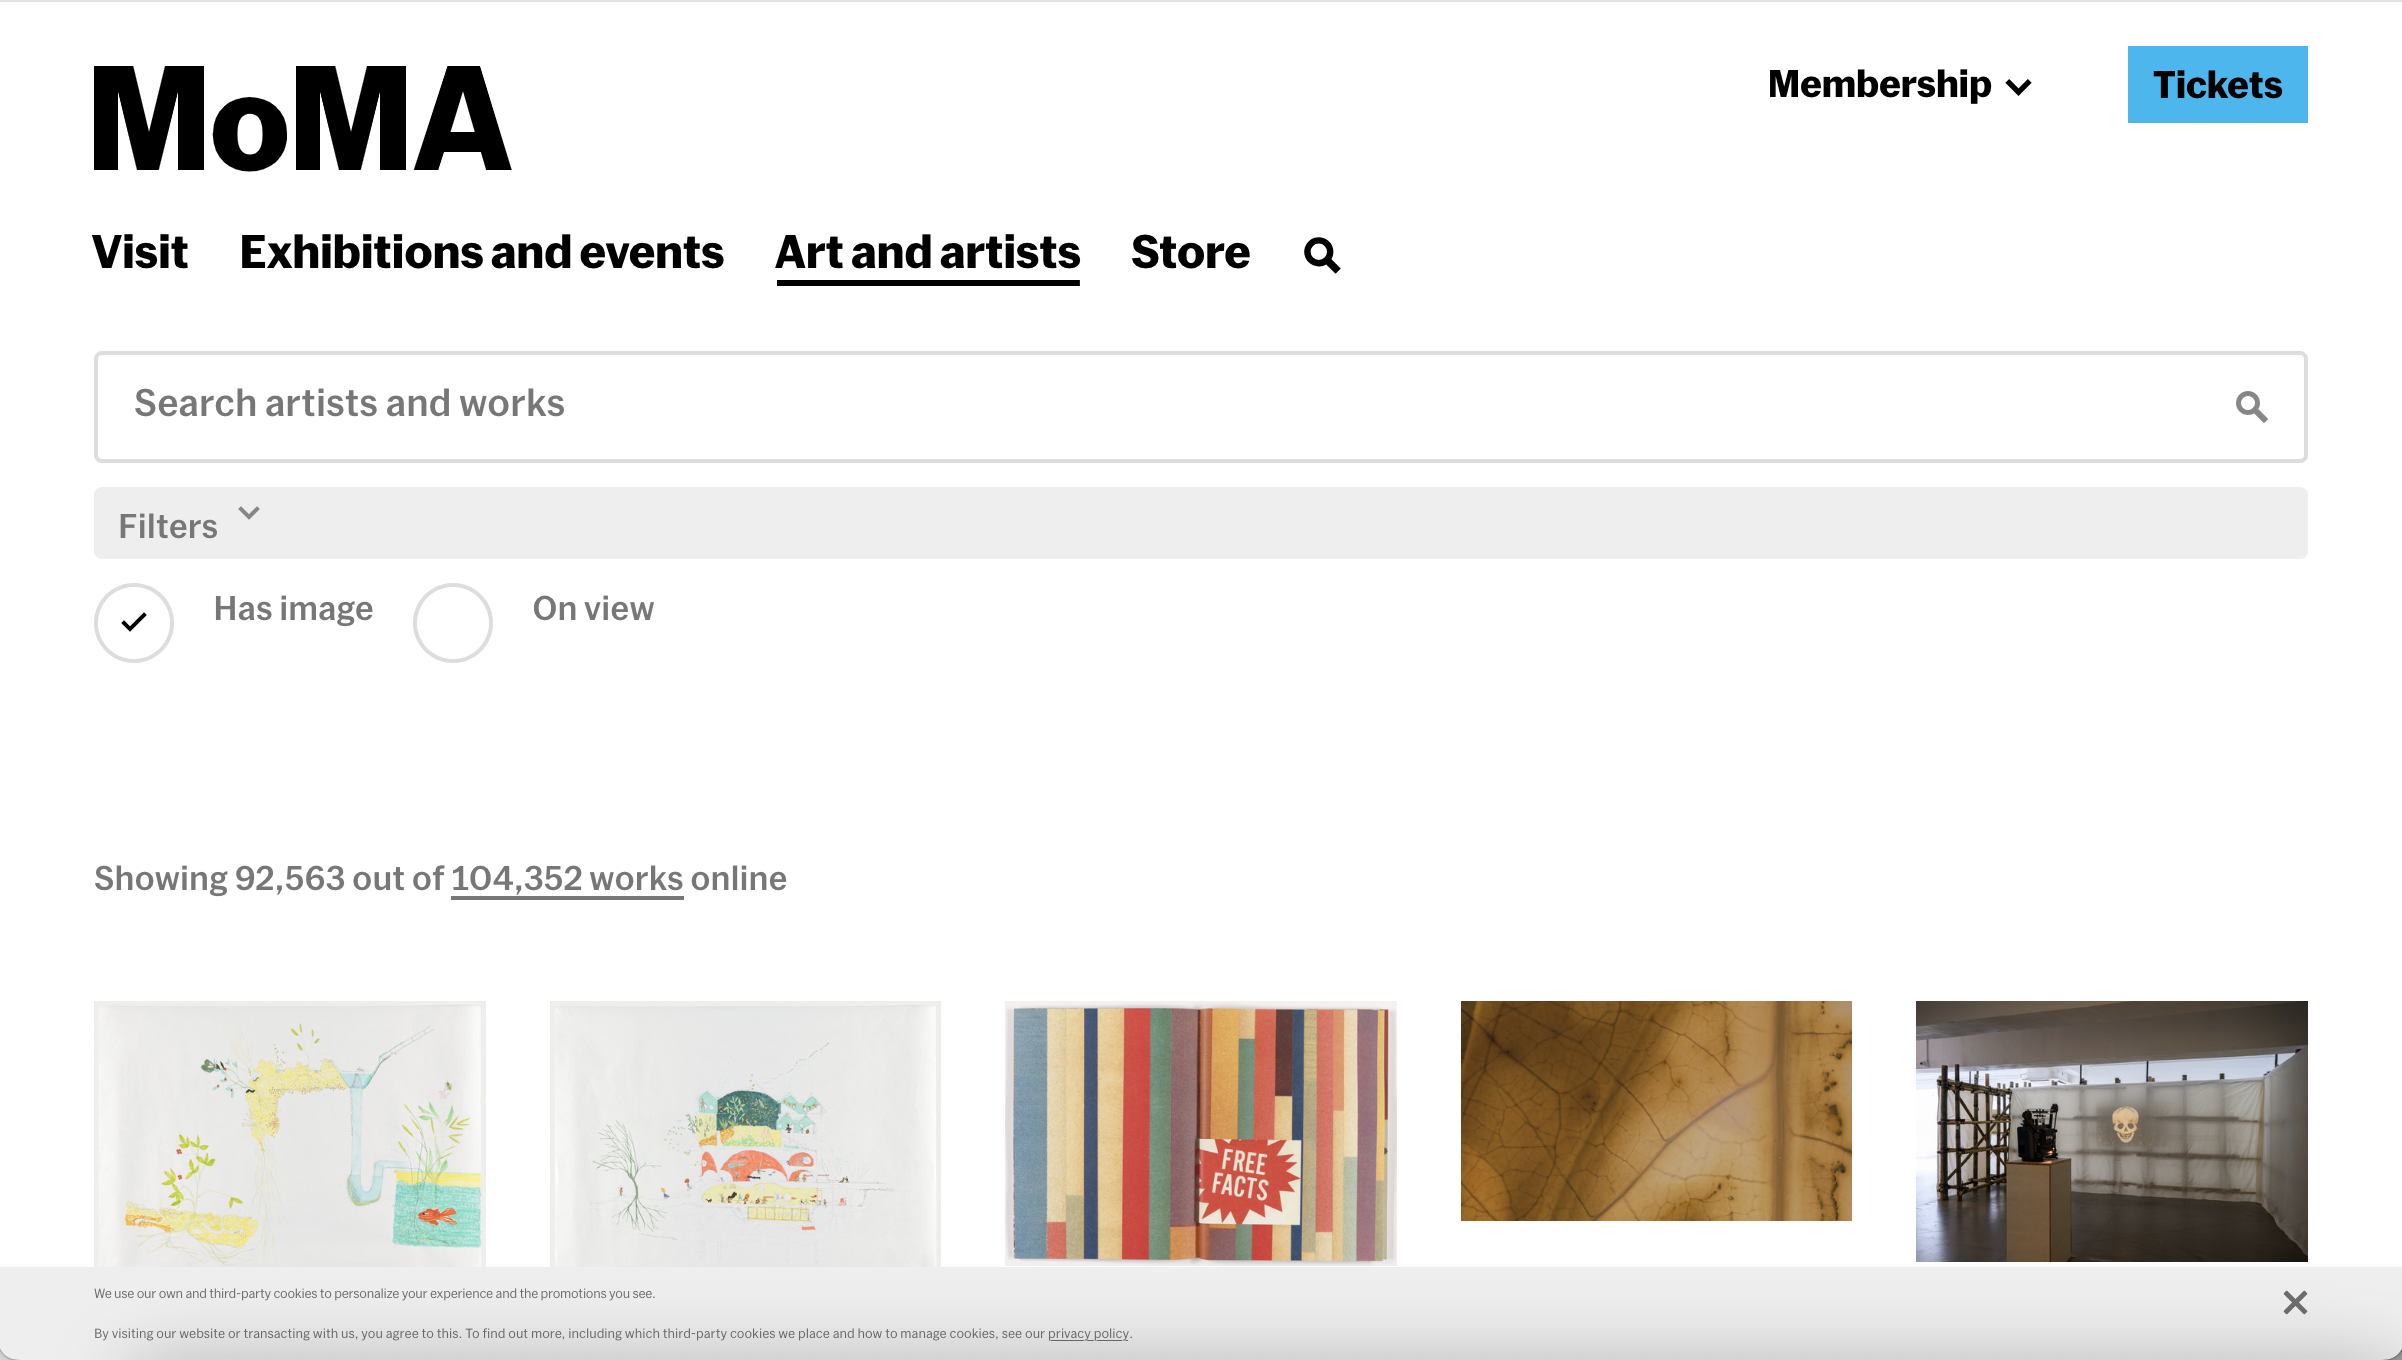 MoMA
Membership
Tickets
Visit
Exhibitions and events
Art and artists
Store
Search artists and works
Filters
Has image
On view
Showing 92,563 out of 104,352 works online
FREE
FACTS
We use our own and third-party cookies to personalize your experience and the promotions you see.
By visiting our website or transacting with us, you agree to this. To find out more, including which third-party cookies we place and how to manage cookies, see our privacy policy.